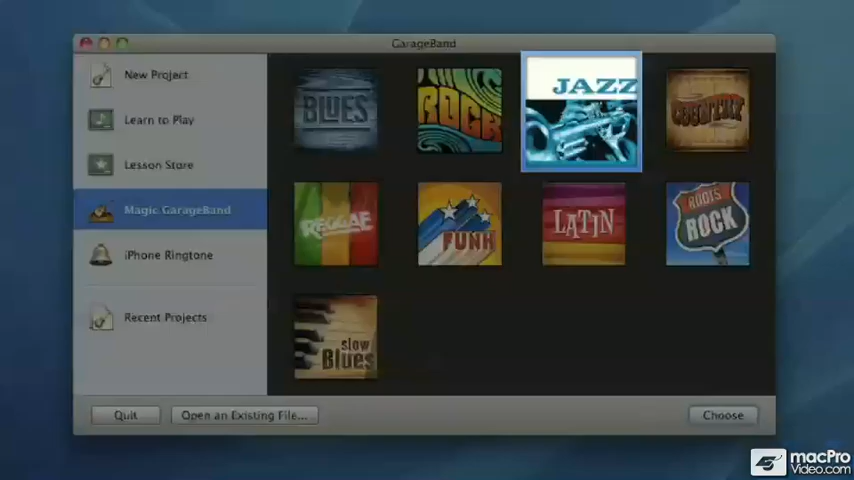 GarageBand
New Project
Learn to Play
Lesson Store
Magic GarageBand
iPhone Ringtone
Recent Projects
BLUES
ROCK
JAZZ
COUNTRY
REGGAE
FUNK
LATIN
ROOTS
ROCK
slow
Blues
Quit
Open an Existing File...
Choose
macPro
Video.com